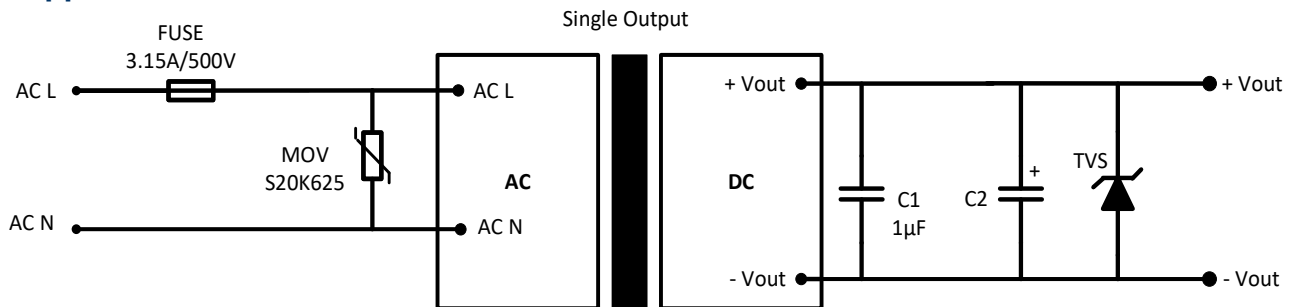 Single Output
FUSE
3.15A/500V
AC L
AC L
MOV
S20K625
AC N
AC N
AC
DC
+ Vout
- Vout
C1
1µF
C2
+
TVS
+ Vout
- Vout